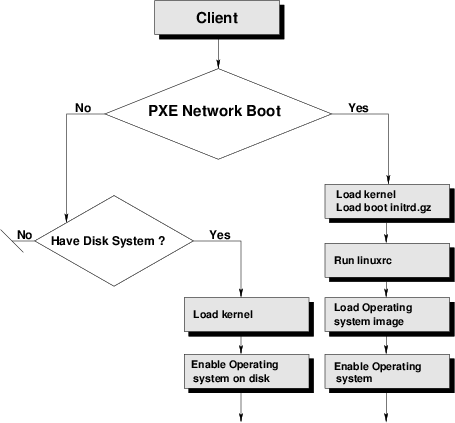 Client
PXE Network Boot
No
Yes
Load kernel
Load boot initrd.gz
Have Disk System ?
No
Yes
Run linuxrc
Load kernel
Load Operating
system image
Enable Operating
system on disk
Enable Operating
system